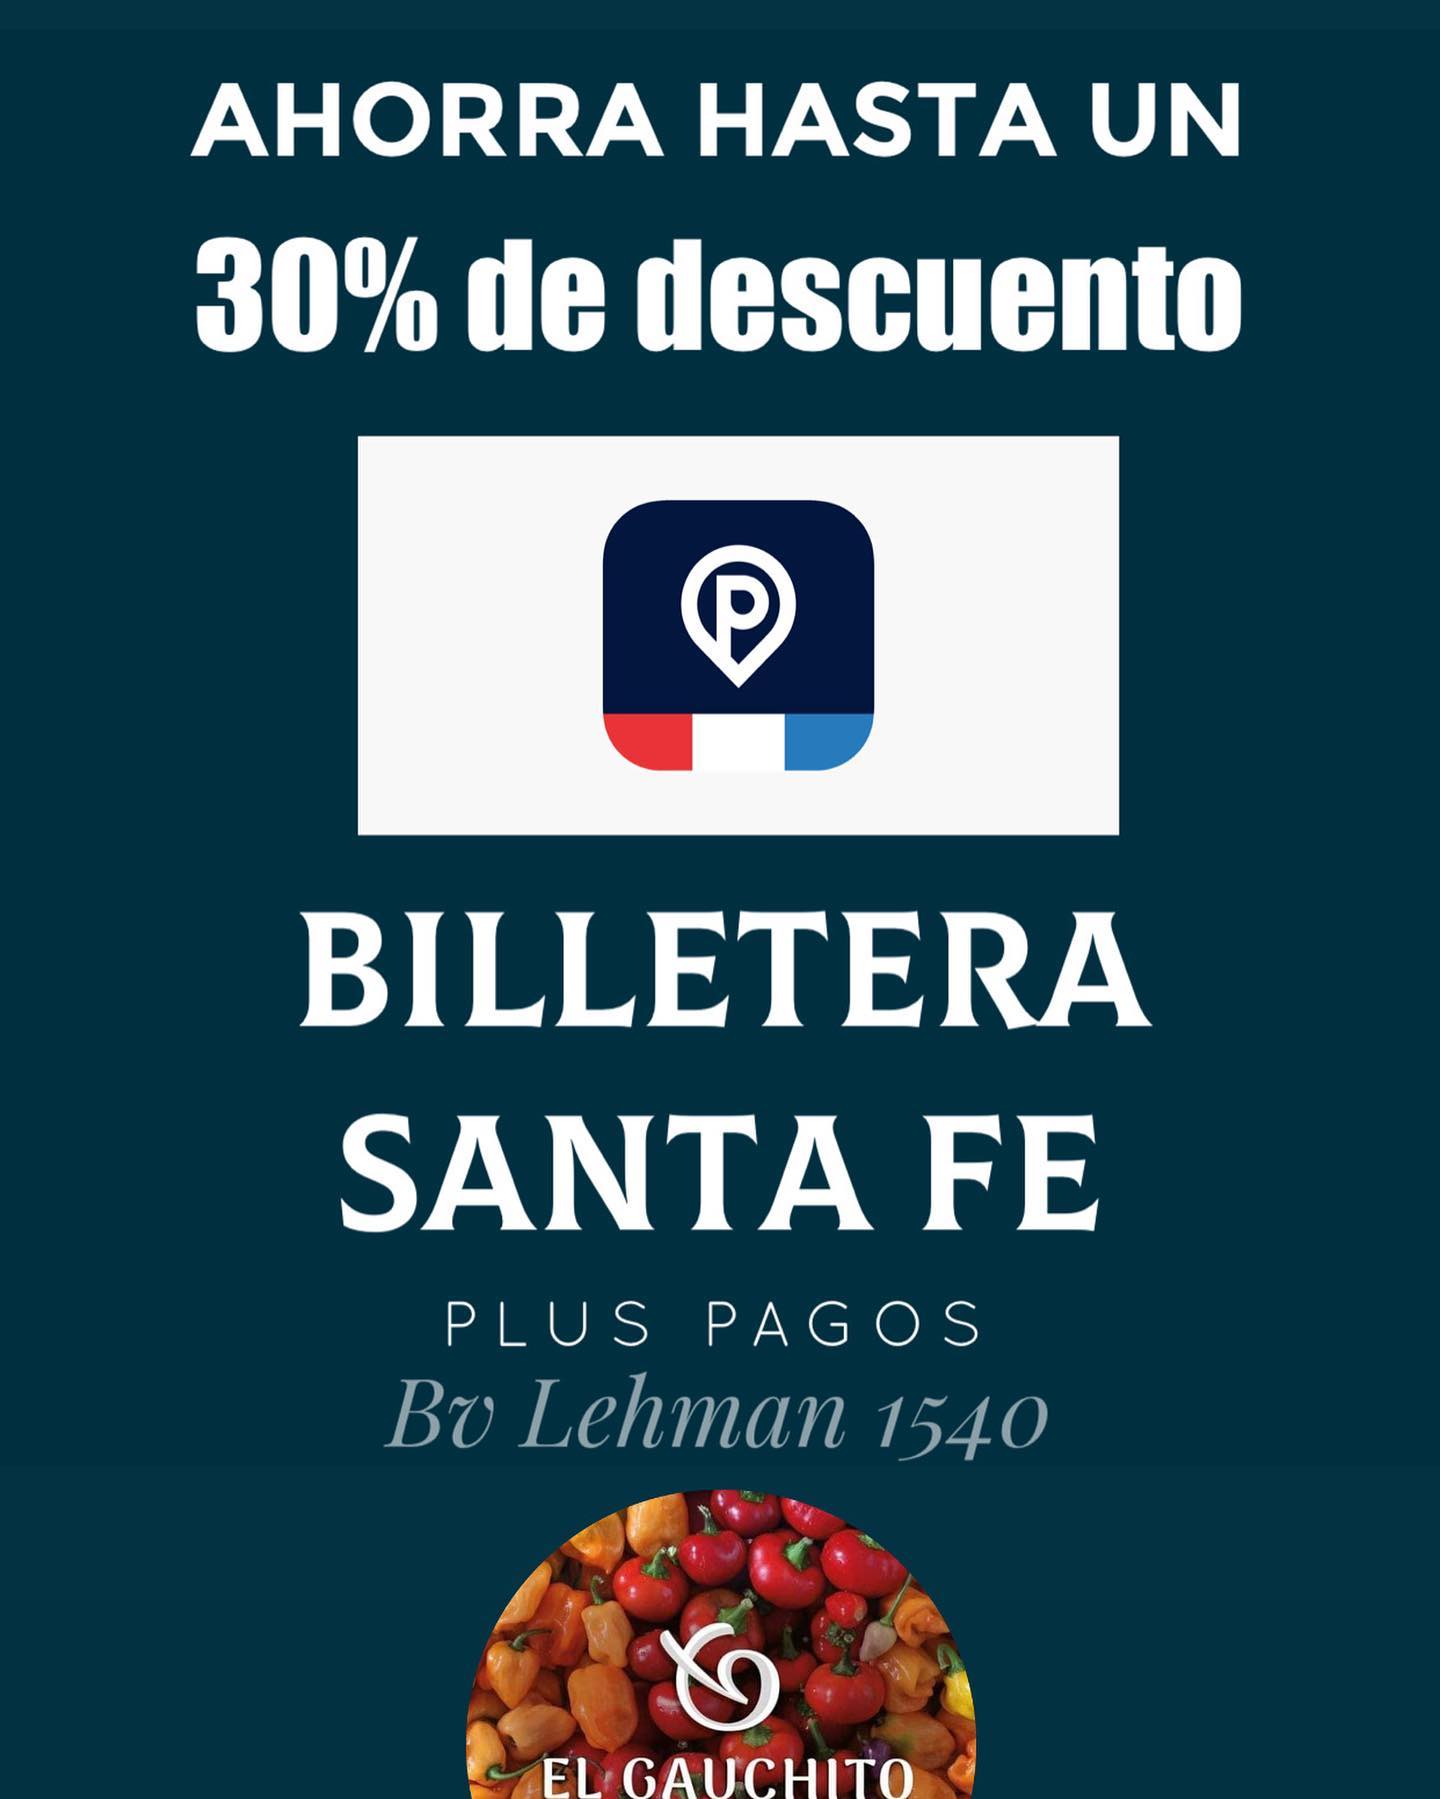 AHORRA HASTA UN
30% de descuento
P
BILLETERA
SANTA FE
PLUS PAGOS
Bv Lehman 1540
EL GAUCHITO